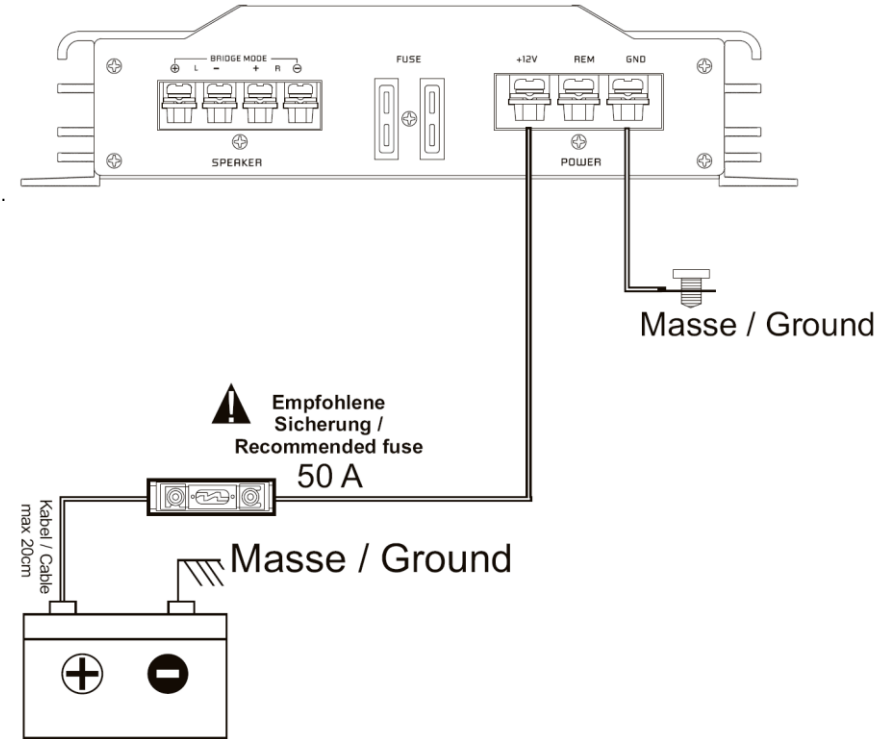 BRIDGE MODE
⊕ L − + R ⊖
FUSE
+12V REM GND
SPEAKER
POWER
.
Masse / Ground
Empfohlene
Sicherung /
Recommended fuse
50 A
Kabel / Cable
max 20cm
Masse / Ground
+ −